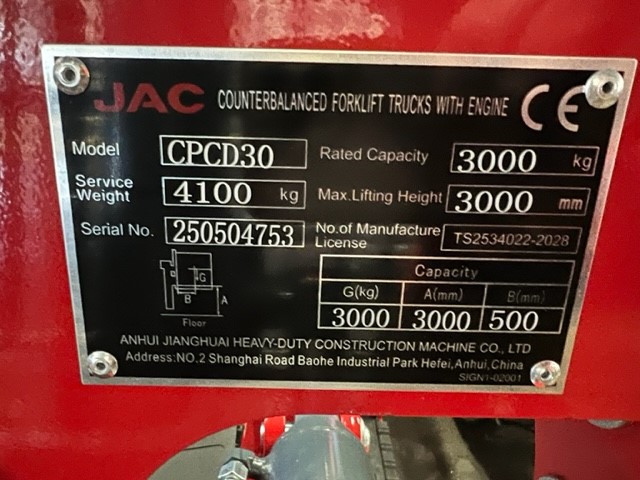 JAC COUNTERBALANCED FORKLIFT TRUCKS WITH ENGINE CE
Model CPCD30 Rated Capacity 3000 kg
Service Weight 4100 kg Max.Lifting Height 3000 mm
Serial No. 250504753 No.of Manufacture License TS2534022-2028
Capacity
G(kg) A(mm) B(mm)
3000 3000 500
G
B
A
Floor
ANHUI JIANGHUAI HEAVY-DUTY CONSTRUCTION MACHINE CO., LTD
Address:NO,2 Shanghai Road Baohe Industrial Park Hefei,Anhui,China
SIGN1-02001